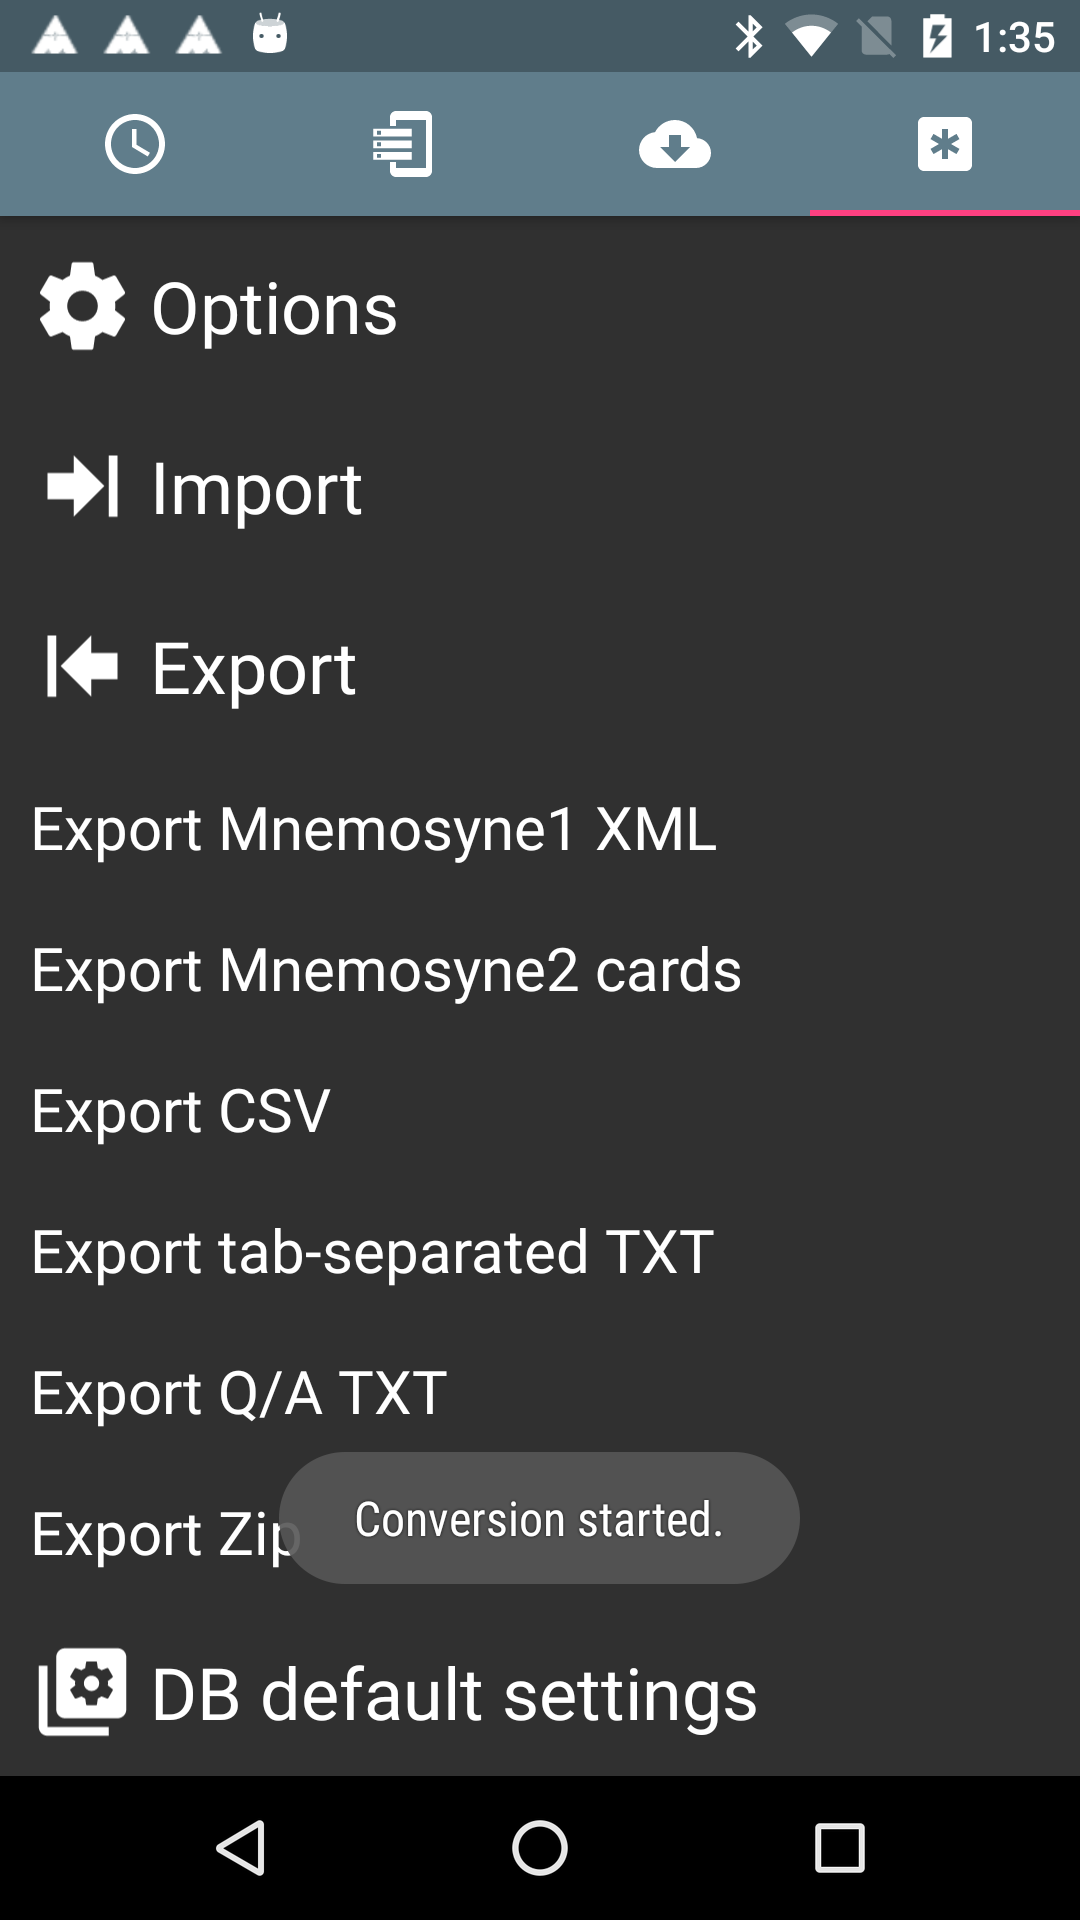 1:35
Options
Import
Export
Export Mnemosyne1 XML
Export Mnemosyne2 cards
Export CSV
Export tab-separated TXT
Export Q/A TXT
Export Zip
Conversion started.
DB default settings